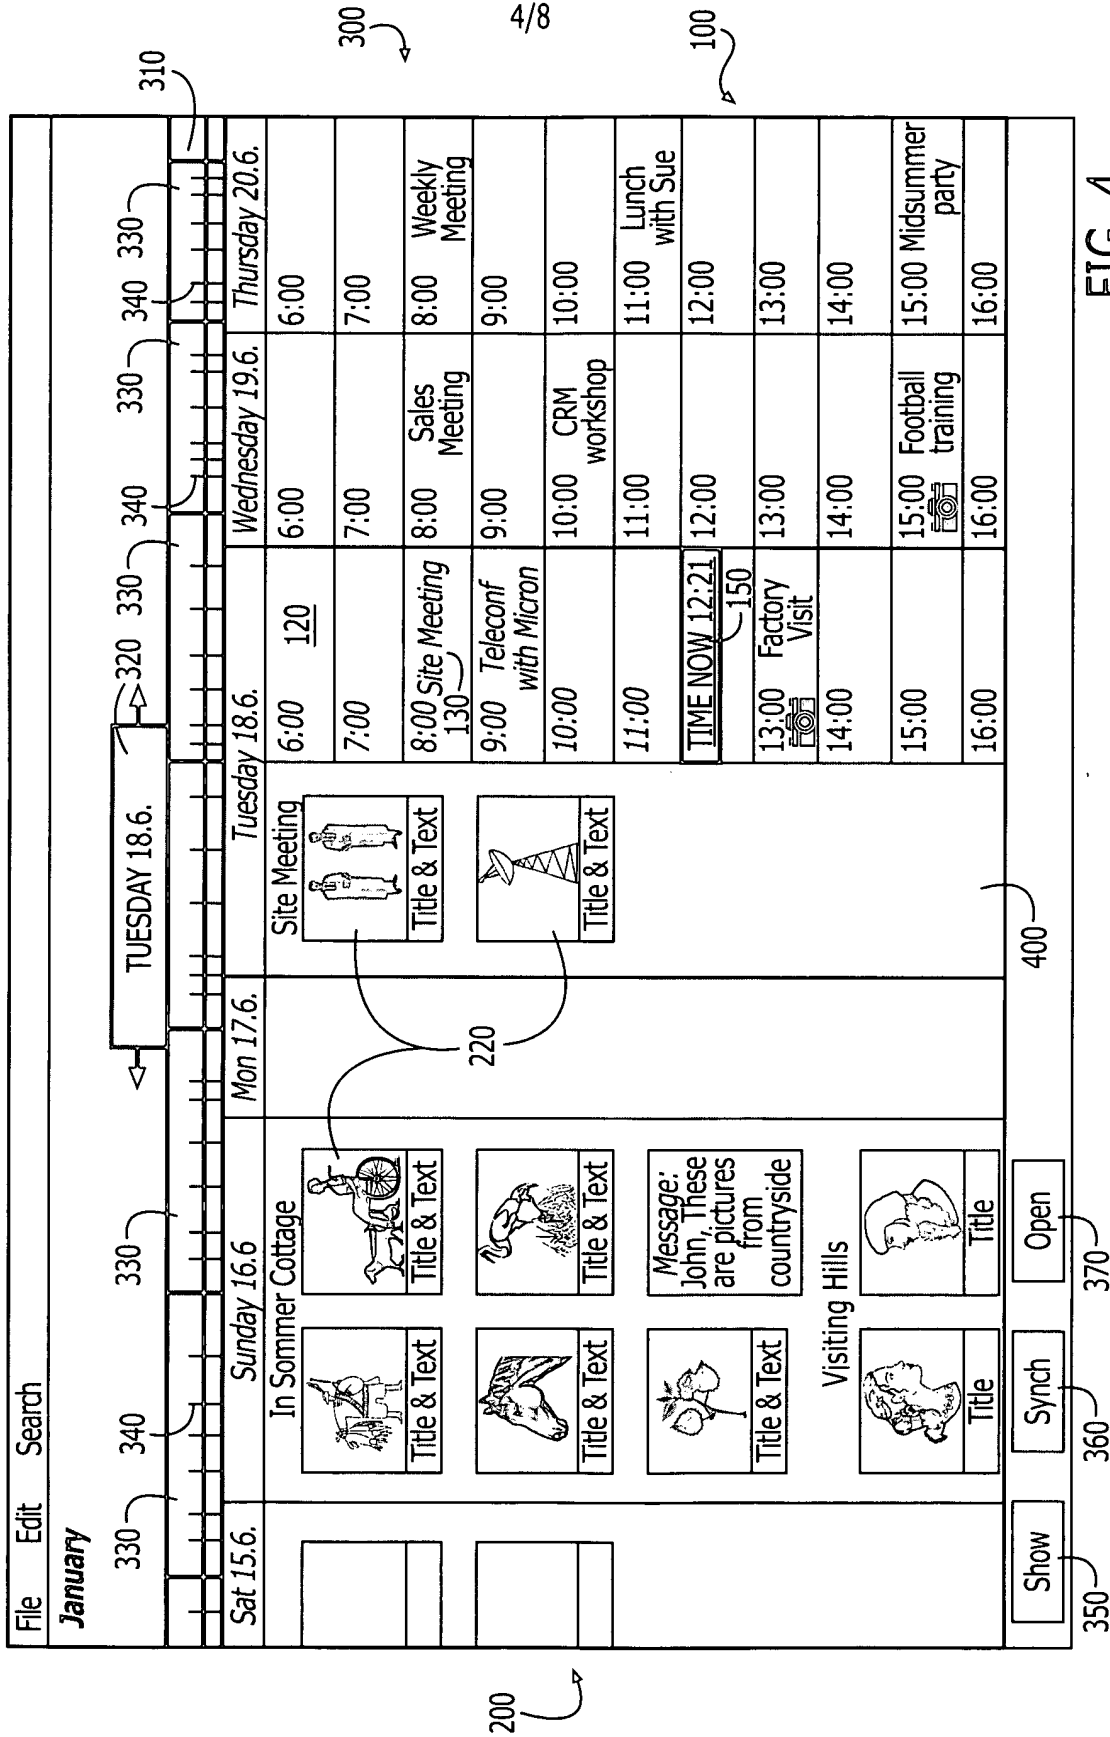 4/8
300
100
File Edit Search
January
TUESDAY 18.6.
320
310
330
340
330
330
340
330
340
330
330
340
Sat 15.6.
Sunday 16.6
Mon 17.6.
Tuesday 18.6.
Wednesday 19.6.
Thursday 20.6.
In Sommer Cottage
Title & Text
Title & Text
Title & Text
Title & Text
Title & Text
Message:
John, These
are pictures
from
countryside
Visiting Hills
Title
Title
220
Site Meeting
Title & Text
Title & Text
6:00
120
7:00
8:00 Site Meeting
130
9:00 Teleconf
with Micron
10:00
11:00
TIME NOW 12:21
150
13:00 Factory
Visit
14:00
15:00
16:00
6:00
7:00
8:00 Sales
Meeting
9:00
10:00 CRM
workshop
11:00
12:00
13:00
14:00
15:00 Football
training
16:00
6:00
7:00
8:00 Weekly
Meeting
9:00
10:00
11:00 Lunch
with Sue
12:00
13:00
14:00
15:00 Midsummer
party
16:00
200
400
Show
Synch
Open
350
360
370
FIG. 4